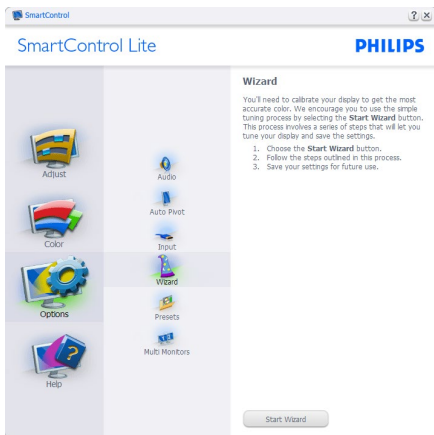 SmartControl
SmartControl Lite
PHILIPS
Adjust
Color
Options
Help
Audio
Auto Pivot
Input
Wizard
Presets
Multi Monitors
Wizard
You'll need to calibrate your display to get the most
accurate color. We encourage you to use the simple
tuning process by selecting the Start Wizard button.
This process involves a series of steps that will let you
tune your display and save the settings.
1. Choose the Start Wizard button.
2. Follow the steps outlined in this process.
3. Save your settings for future use.
Start Wizard